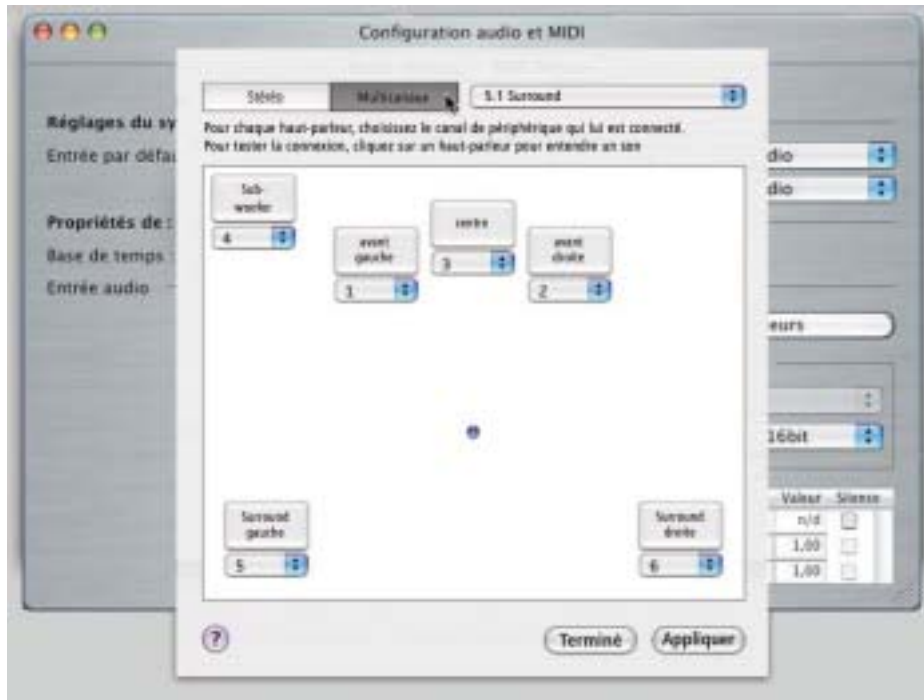 Configuration audio et MIDI
Stéréo
Multicanaux
5.1 Surround
Réglages du sy
Pour chaque haut-parleur, choisissez le canal de périphérique qui lui est connecté.
Pour tester la connexion, cliquez sur un haut-parleur pour entendre un son
Entrée par défau
dio
dio
Sub-
woofer
4
centre
3
avant
gauche
1
avant
droite
2
Propriétés de :
Base de temps :
Entrée audio
eurs
16bit
Valeur Silence
n/d
1,00
1,00
Surround
gauche
5
Surround
droite
6
?
Terminé
Appliquer